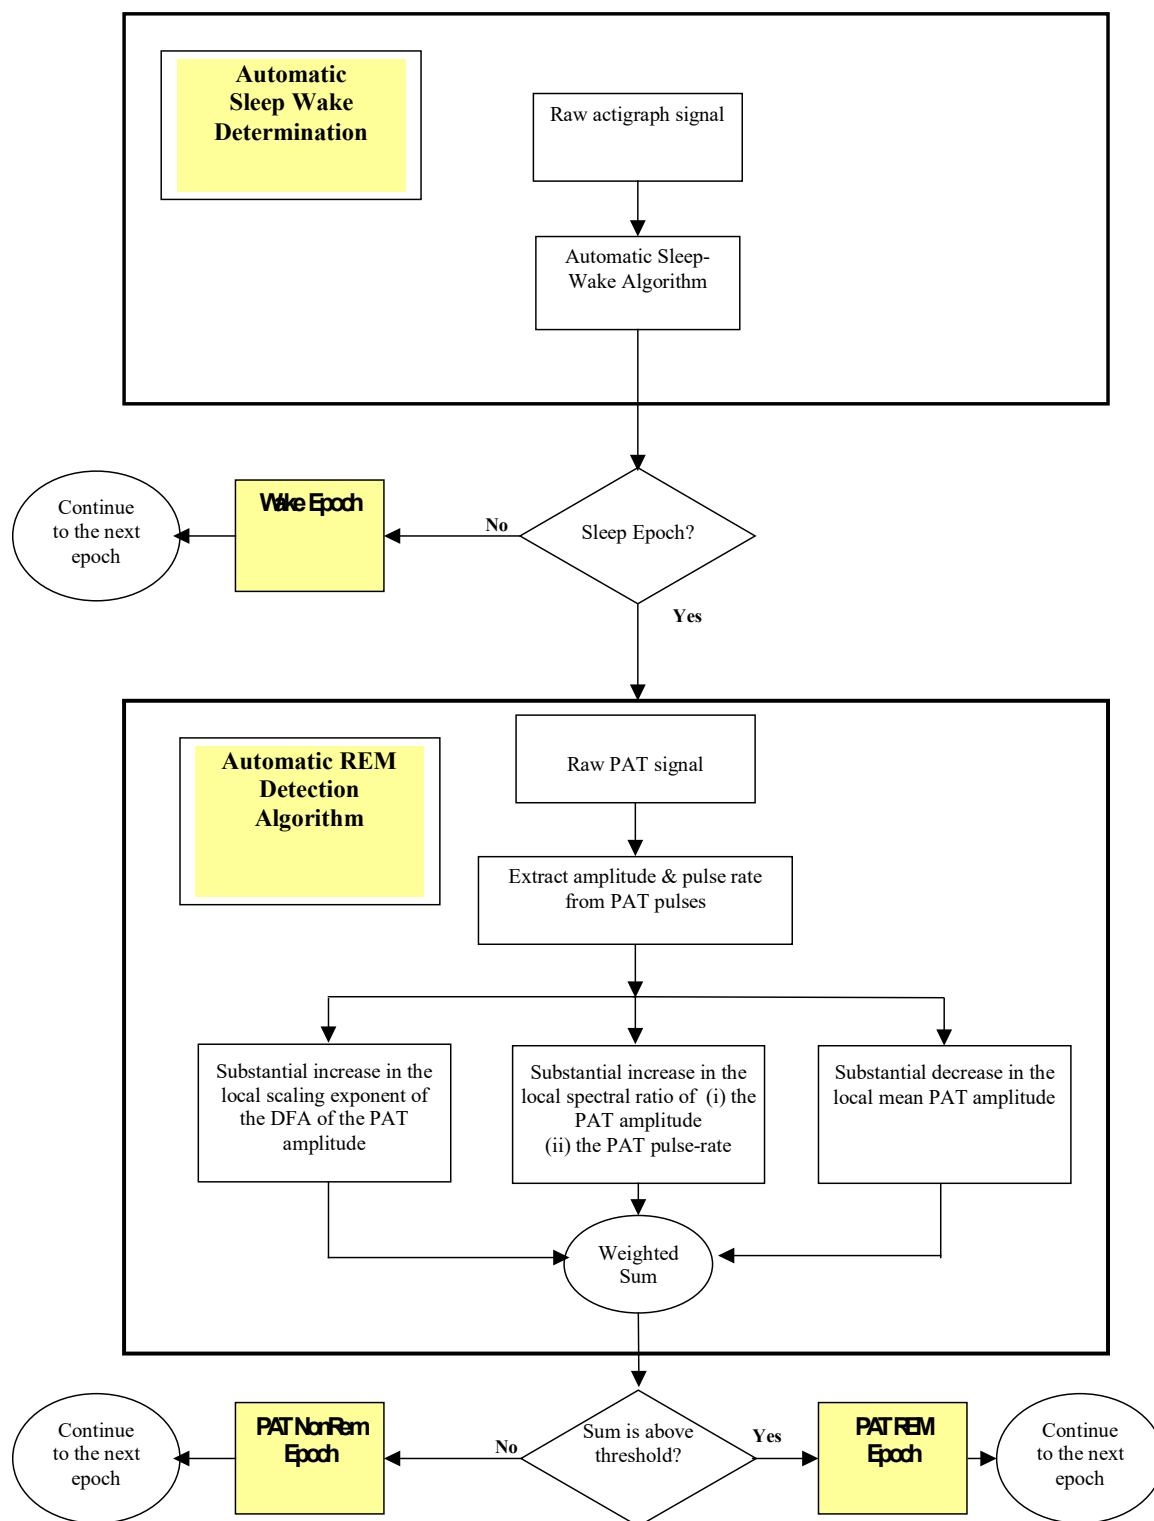 Automatic
Sleep Wake
Determination
Raw actigraph signal
Automatic Sleep-
Wake Algorithm
Continue
to the next
epoch
Wake Epoch
No
Sleep Epoch?
Yes
Automatic REM
Detection
Algorithm
Raw PAT signal
Extract amplitude & pulse rate
from PAT pulses
Substantial increase in the
local scaling exponent of
the DFA of the PAT
amplitude
Substantial increase in the
local spectral ratio of (i) the
PAT amplitude
(ii) the PAT pulse-rate
Substantial decrease in the
local mean PAT amplitude
Weighted
Sum
Continue
to the next
epoch
PAT NonRem
Epoch
No
Sum is above
threshold?
Yes
PAT REM
Epoch
Continue
to the next
epoch